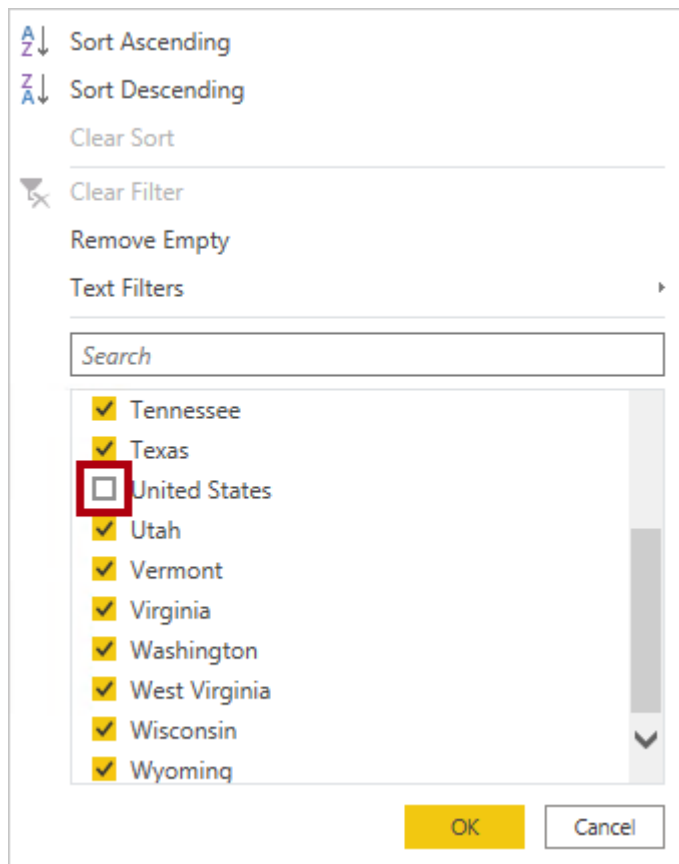 Sort Ascending
Sort Descending
Clear Sort
Clear Filter
Remove Empty
Text Filters
Search
Tennessee
Texas
United States
Utah
Vermont
Virginia
Washington
West Virginia
Wisconsin
Wyoming
OK Cancel